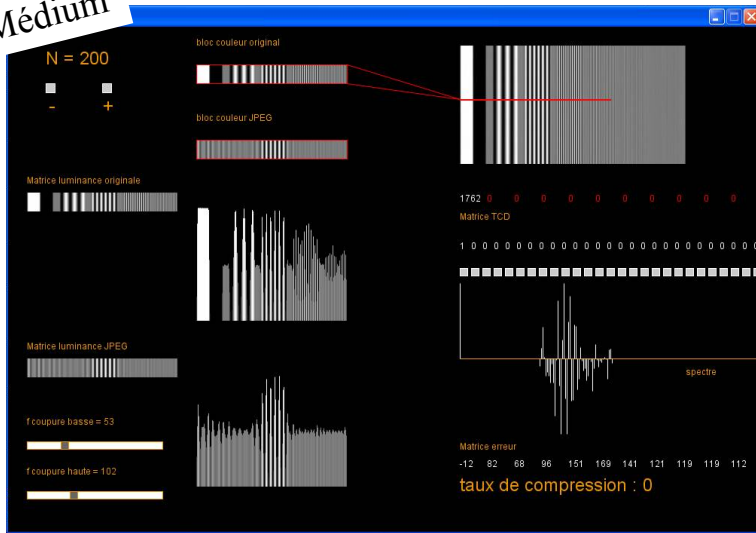 Médium
N = 200
-
+
bloc couleur original
bloc couleur JPEG
Matrice luminance originale
Matrice luminance JPEG
f coupure basse = 53
f coupure haute = 102
1762 0 0 0 0 0 0 0 0 0 0
Matrice TCD
1 0 0 0 0 0 0 0 0 0 0 0 0 0 0 0 0 0 0 0 0 0 0 0 0 0 0
spectre
Matrice erreur
-12 82 68 96 151 169 141 121 119 119 112
taux de compression : 0